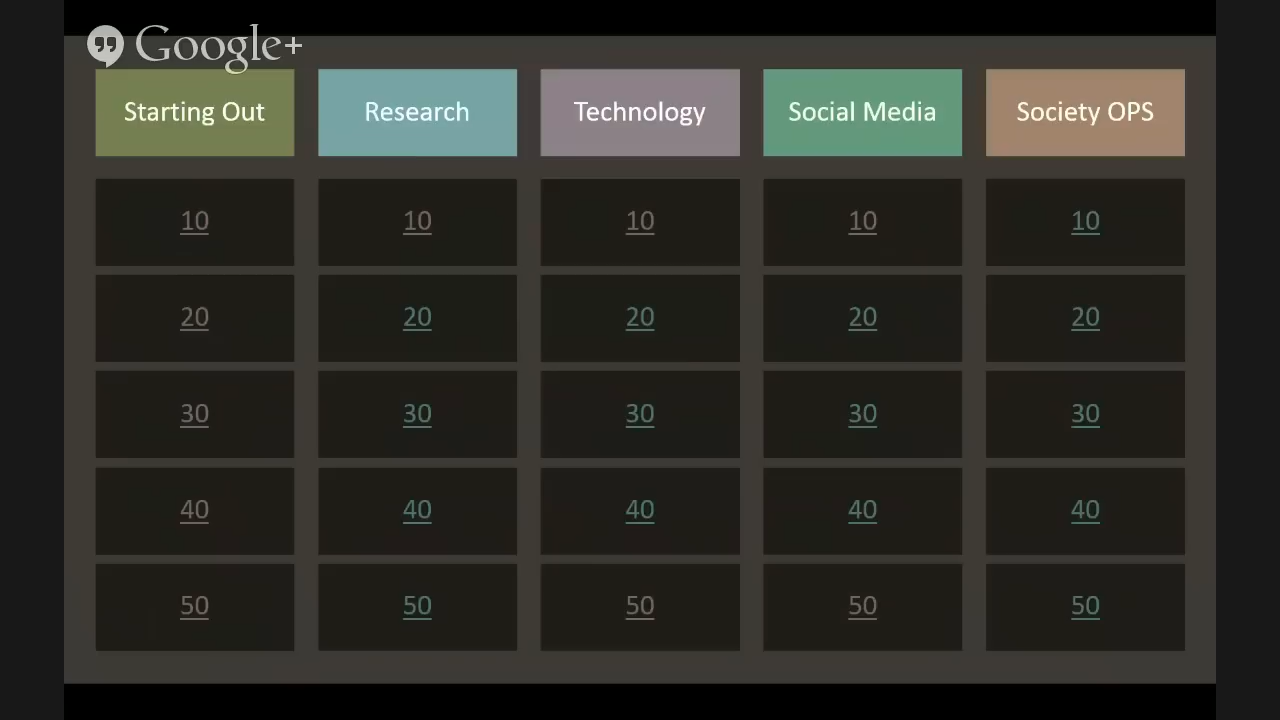 Google+
Starting Out Research Technology Social Media Society OPS
10 10 10 10 10
20 20 20 20 20
30 30 30 30 30
40 40 40 40 40
50 50 50 50 50